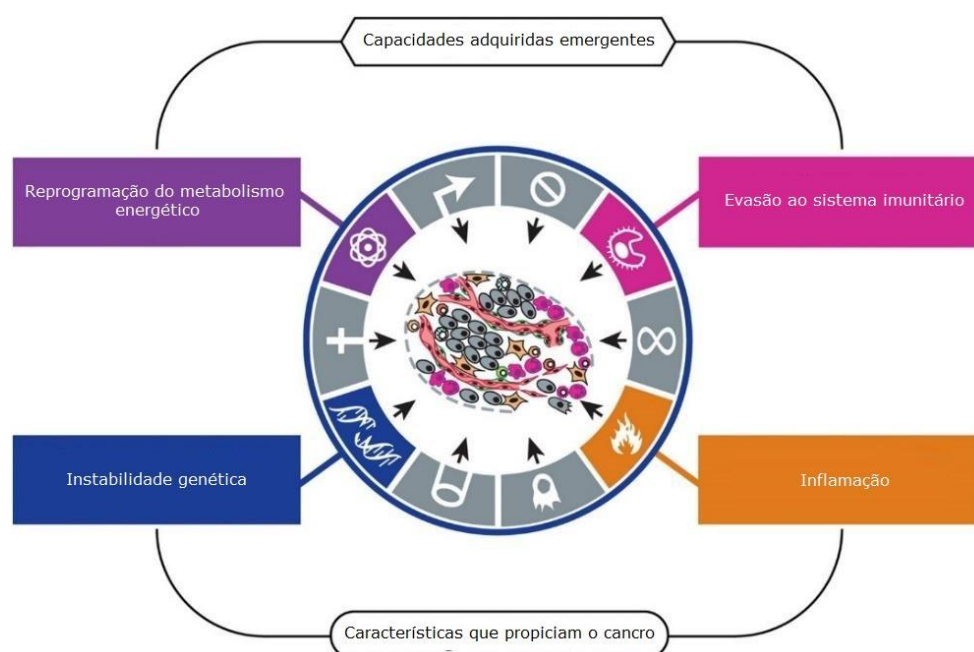 Capacidades adquiridas emergentes
Reprogramação do metabolismo
energético
Evasão ao sistema imunitário
Instabilidade genética
Inflamação
Características que propiciam o cancro